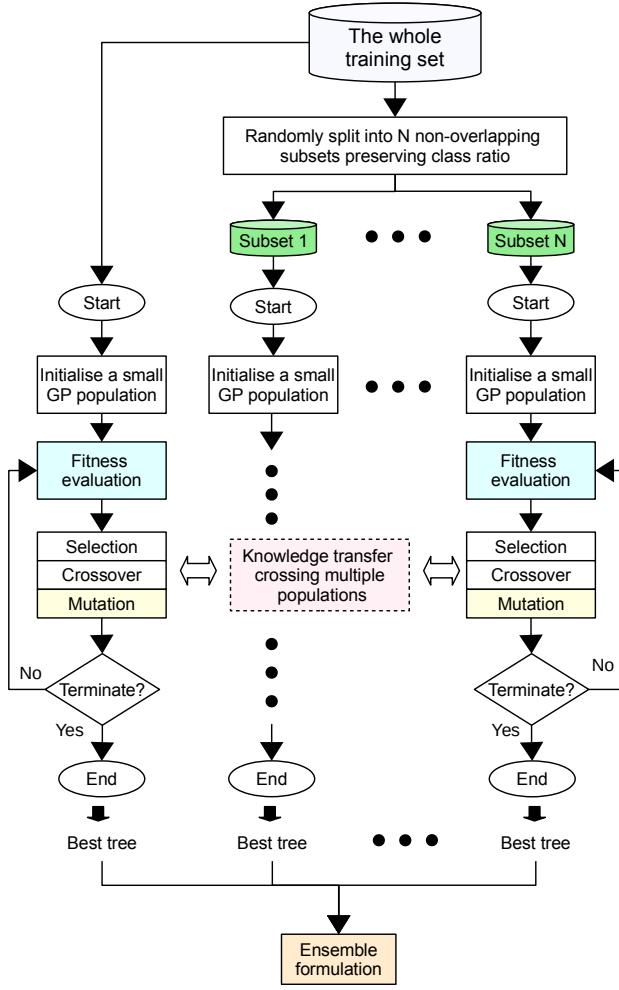 The whole
training set
Randomly split into N non-overlapping
subsets preserving class ratio
Subset 1
Subset N
Start
Start
Start
Initialise a small
GP population
Initialise a small
GP population
Initialise a small
GP population
Fitness
evaluation
Fitness
evaluation
Selection
Crossover
Mutation
Knowledge transfer
crossing multiple
populations
Selection
Crossover
Mutation
No
Terminate?
Yes
Terminate?
No
Yes
End
End
End
Best tree
Best tree
Best tree
Ensemble
formulation